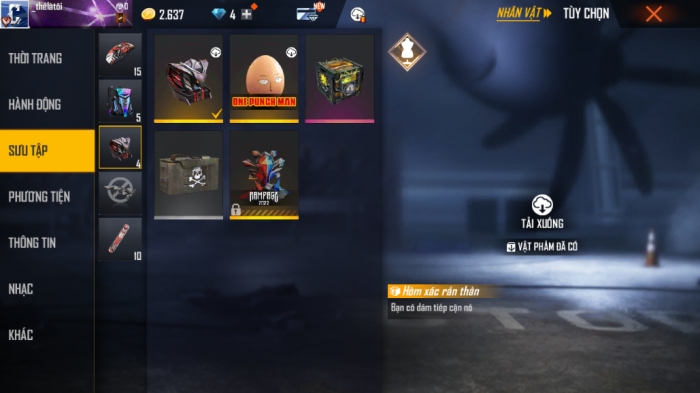 thêlàtôi
2.637
4
NEW
NHÂN VẬT
TÙY CHỌN
THỜI TRANG
HÀNH ĐỘNG
SƯU TẬP
PHƯƠNG TIỆN
THÔNG TIN
NHẠC
KHÁC
15
5
4
10
ONE PUNCH MAN
RAMPAGE
2022
TẢI XUỐNG
VẬT PHẨM ĐÃ CÓ
Hòm xác rắn thần
Bạn có dám tiếp cận nó